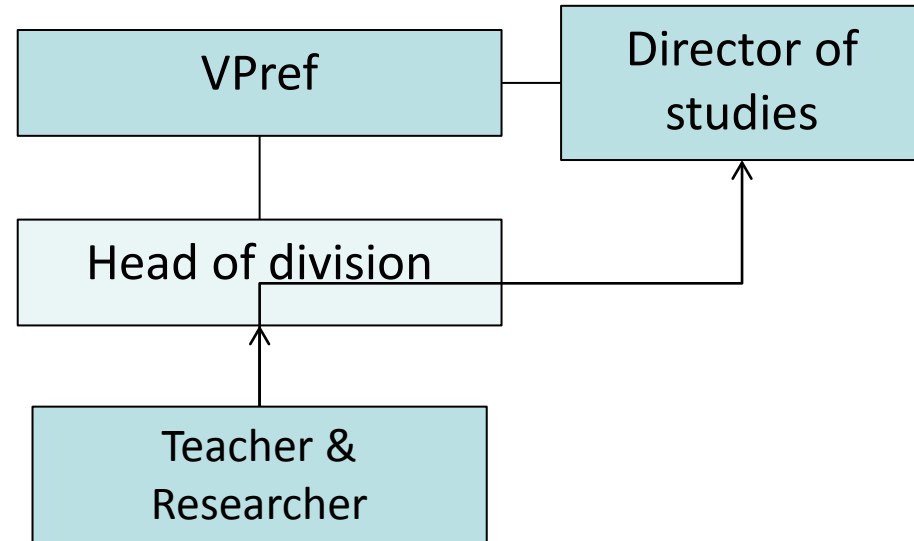 VPref
Director of
studies
Head of division
Teacher &
Researcher